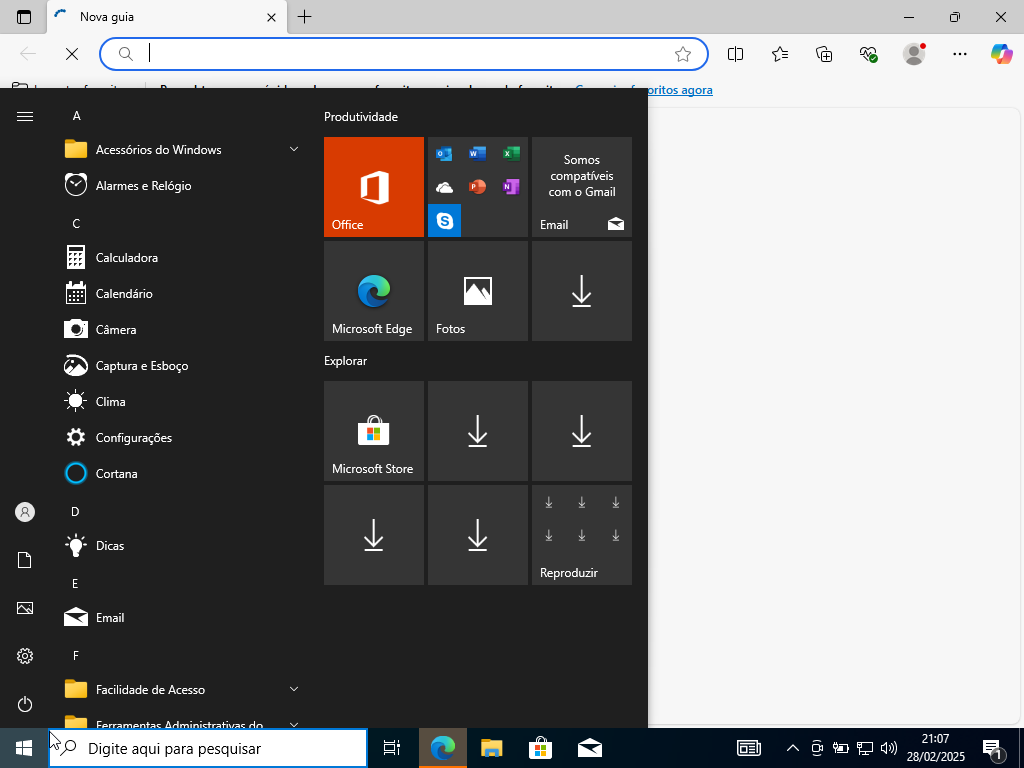 Nova guia
favoritos agora
A
Produtividade
Acessórios do Windows
Alarmes e Relógio
Somos
compatíveis
com o Gmail
Office
Email
C
Calculadora
Calendário
Câmera
Microsoft Edge
Fotos
Captura e Esboço
Explorar
Clima
Configurações
Cortana
Microsoft Store
D
Dicas
Reproduzir
E
Email
F
Facilidade de Acesso
Ferramentas Administrativas do
Digite aqui para pesquisar
21:07
28/02/2025
1